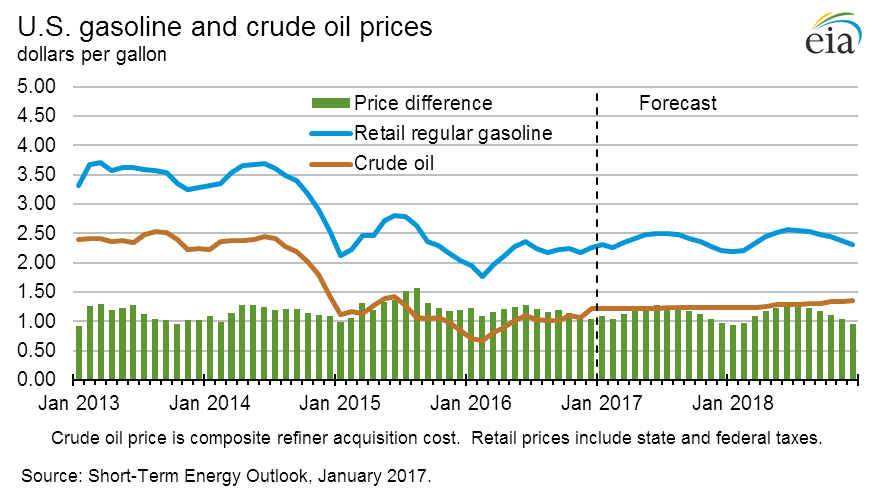 U.S. gasoline and crude oil prices
dollars per gallon
eia
5.00
4.50
4.00
3.50
3.00
2.50
2.00
1.50
1.00
0.50
0.00
Price difference
Retail regular gasoline
Crude oil
Forecast
Jan 2013
Jan 2014
Jan 2015
Jan 2016
Jan 2017
Jan 2018
Crude oil price is composite refiner acquisition cost.  Retail prices include state and federal taxes.
Source: Short-Term Energy Outlook, January 2017.